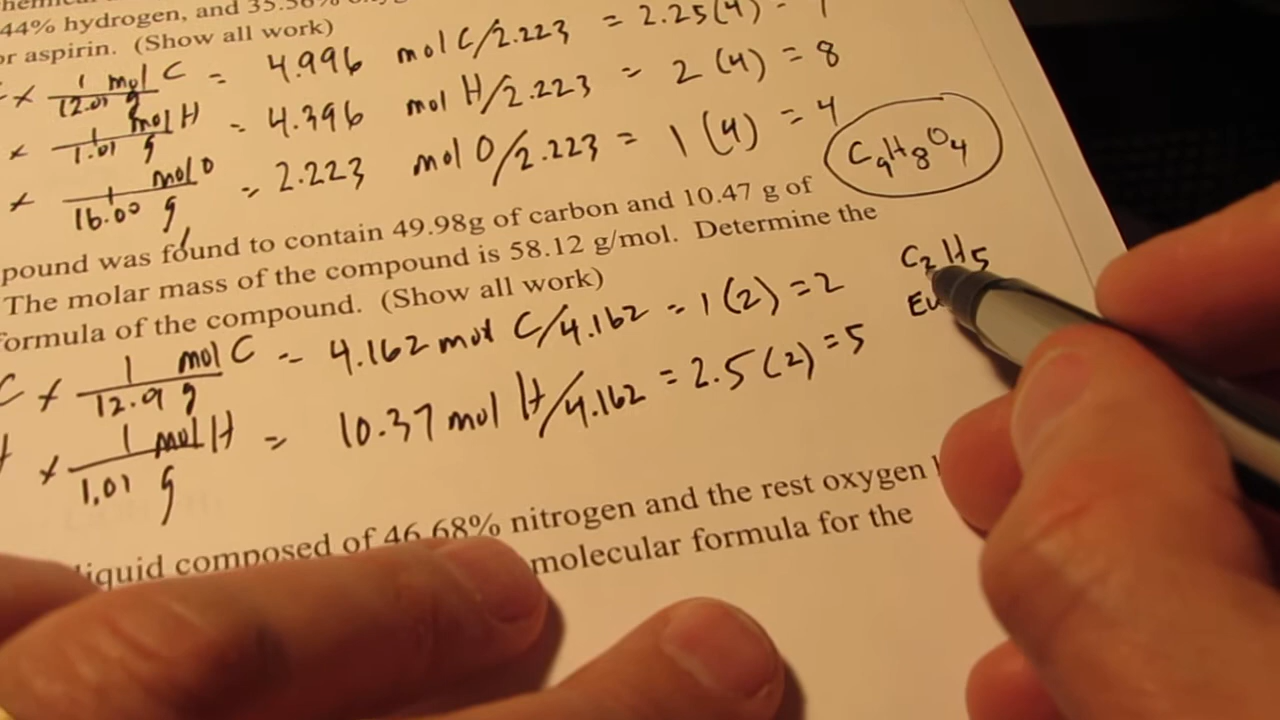 44% hydrogen, and 35.56%
or aspirin. (Show all work)
x 1 mol C / 12.01 g = 4.996 mol C/2.223 = 2.25(4) =
x 1 mol H / 1.01 g = 4.396 mol H/2.223 = 2(4) = 8
x 1 mol O / 16.00 g = 2.223 mol O/2.223 = 1(4) = 4
C9H8O4
pound was found to contain 49.98g of carbon and 10.47 g of
The molar mass of the compound is 58.12 g/mol. Determine the
formula of the compound. (Show all work)
C2H5
C x 1 mol C / 12.01 g = 4.162 mol C/4.162 = 1(2) = 2
x 1 mol H / 1.01 g = 10.37 mol H/4.162 = 2.5(2) = 5
liquid composed of 46.68% nitrogen and the rest oxygen
molecular formula for the